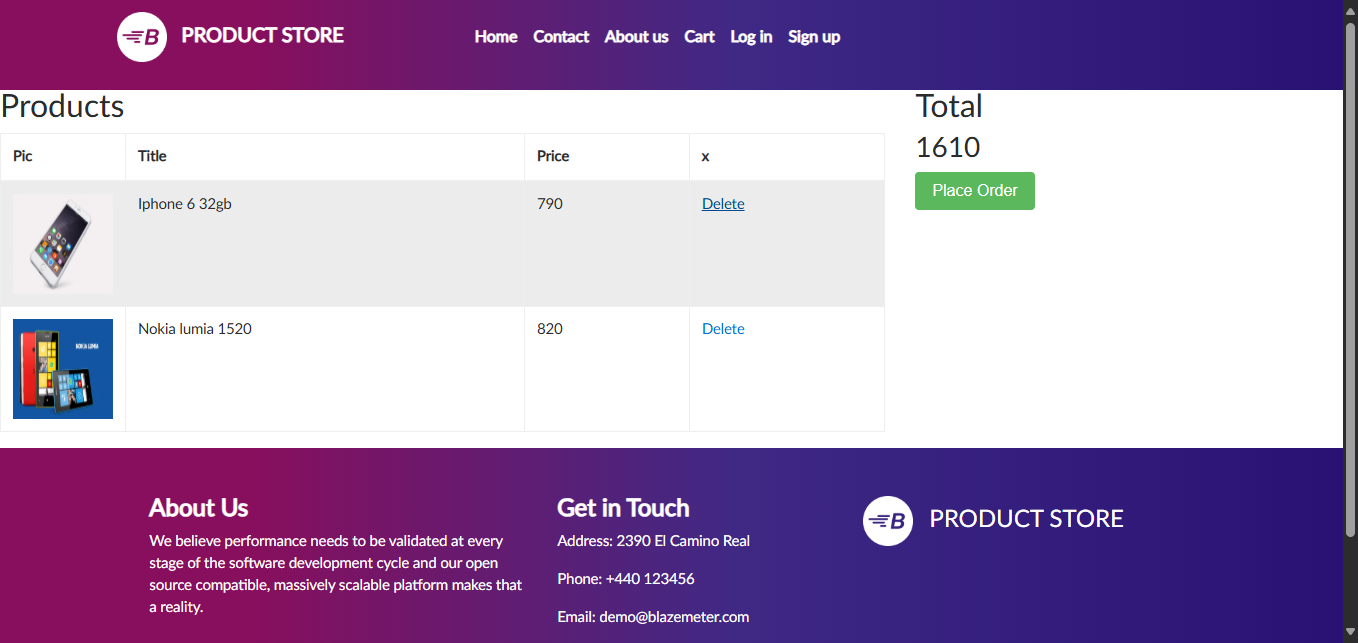 B PRODUCT STORE
Home Contact About us Cart Log in Sign up
Products
Total
1610
Place Order
Pic Title Price x
Iphone 6 32gb 790 Delete
NOKIA LUMIA
Nokia lumia 1520 820 Delete
About Us
We believe performance needs to be validated at every
stage of the software development cycle and our open
source compatible, massively scalable platform makes that
a reality.
Get in Touch
Address: 2390 El Camino Real
Phone: +440 123456
Email: demo@blazemeter.com
B PRODUCT STORE